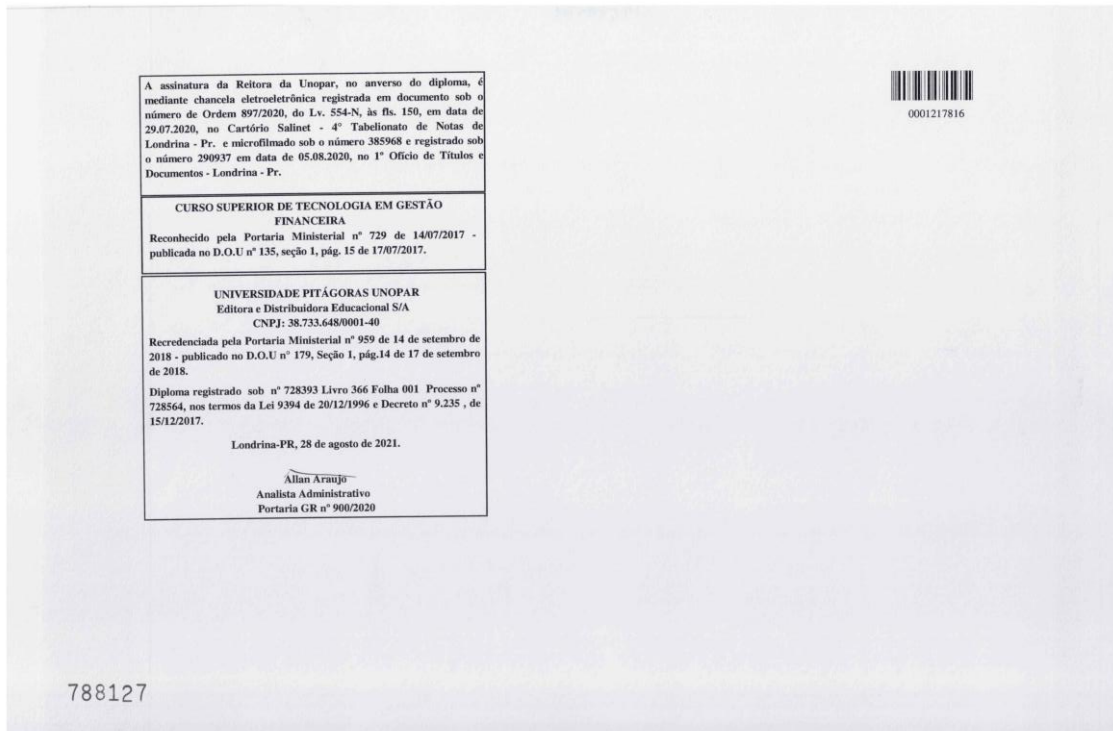 A assinatura da Reitora da Unopar, no anverso do diploma, é
mediante chancela eletroeletrônica registrada em documento sob o
número de Ordem 897/2020, do Lv. 554-N, às fls. 150, em data de
29.07.2020, no Cartório Salinet - 4° Tabelionato de Notas de
Londrina - Pr. e microfilmado sob o número 385968 e registrado sob
o número 290937 em data de 05.08.2020, no 1º Ofício de Títulos e
Documentos - Londrina - Pr.
0001217816
CURSO SUPERIOR DE TECNOLOGIA EM GESTÃO
FINANCEIRA
Reconhecido pela Portaria Ministerial nº 729 de 14/07/2017 -
publicada no D.O.U nº 135, seção 1, pág. 15 de 17/07/2017.
UNIVERSIDADE PITÁGORAS UNOPAR
Editora e Distribuidora Educacional S/A
CNPJ: 38.733.648/0001-40
Recredenciada pela Portaria Ministerial nº 959 de 14 de setembro de
2018 - publicado no D.O.U n° 179, Seção 1, pág.14 de 17 de setembro
de 2018.
Diploma registrado sob nº 728393 Livro 366 Folha 001 Processo nº
728564, nos termos da Lei 9394 de 20/12/1996 e Decreto nº 9.235 , de
15/12/2017.
Londrina-PR, 28 de agosto de 2021.
Allan Araujo
Analista Administrativo
Portaria GR nº 900/2020
788127